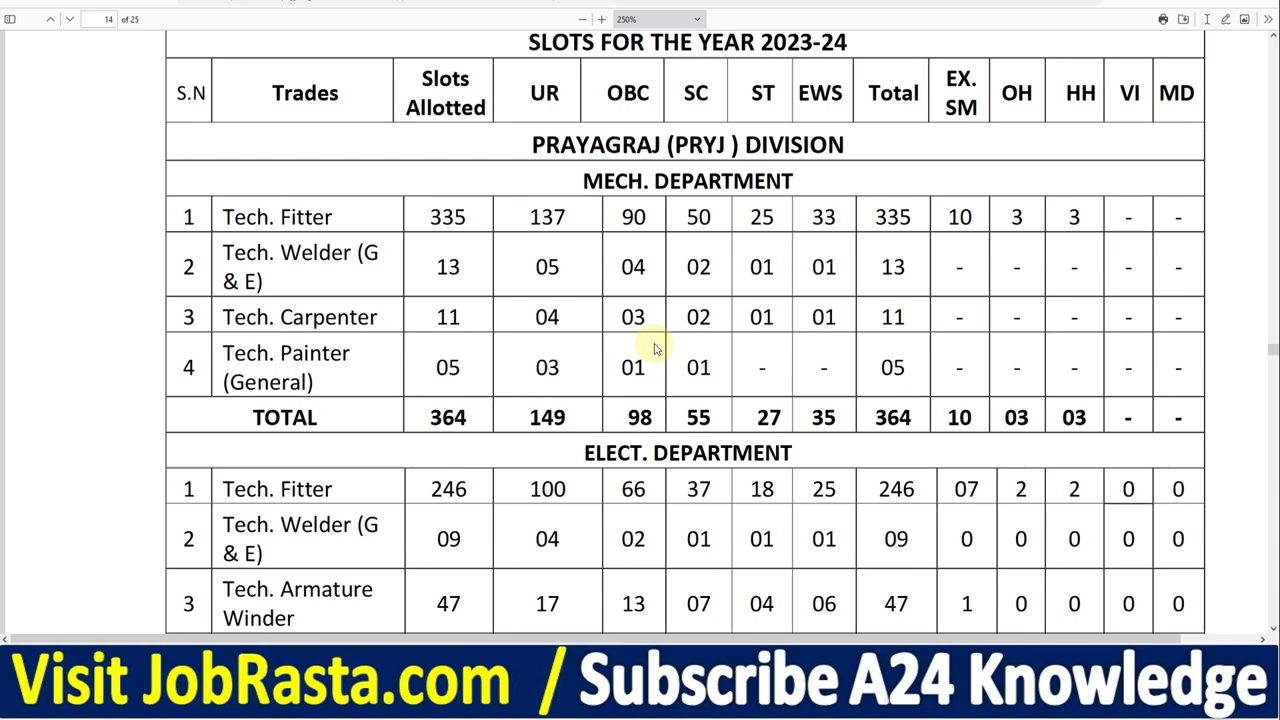 14 of 25
250%
SLOTS FOR THE YEAR 2023-24
S.N Trades Slots Allotted UR OBC SC ST EWS Total EX. SM OH HH VI MD
PRAYAGRAJ (PRYJ ) DIVISION
MECH. DEPARTMENT
1 Tech. Fitter 335 137 90 50 25 33 335 10 3 3 - -
2 Tech. Welder (G & E) 13 05 04 02 01 01 13 - - - - -
3 Tech. Carpenter 11 04 03 02 01 01 11 - - - - -
4 Tech. Painter (General) 05 03 01 01 - - 05 - - - - -
TOTAL 364 149 98 55 27 35 364 10 03 03 - -
ELECT. DEPARTMENT
1 Tech. Fitter 246 100 66 37 18 25 246 07 2 2 0 0
2 Tech. Welder (G & E) 09 04 02 01 01 01 09 0 0 0 0 0
3 Tech. Armature Winder 47 17 13 07 04 06 47 1 0 0 0 0
Visit JobRasta.com / Subscribe A24 Knowledge